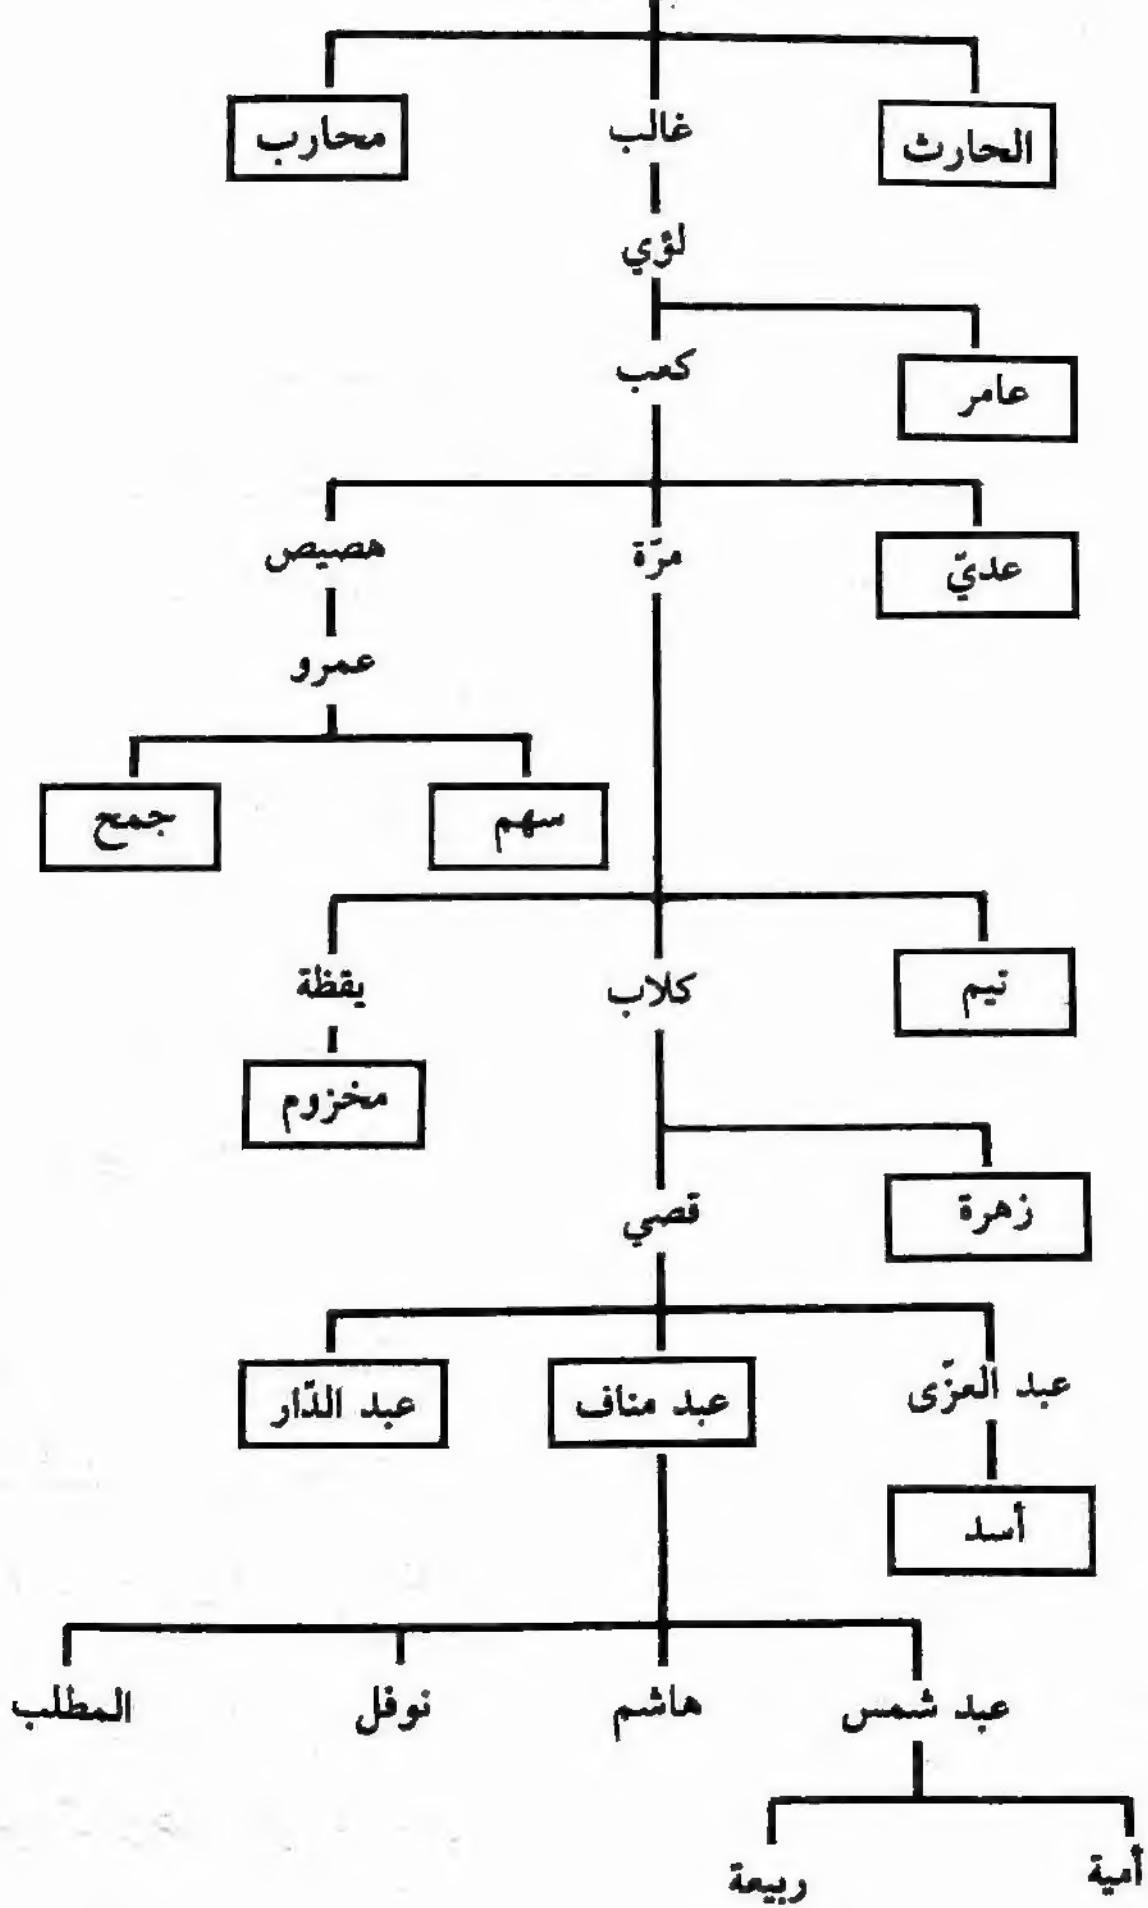 الحارث
غالب
محارب
لؤي
عامر
كعب
عديّ
مرّة
هصيص
عمرو
سهم
جمح
تيم
كلاب
يقظة
مخزوم
زهرة
قصي
عبد العزّى
عبد مناف
عبد الدّار
أسد
عبد شمس
هاشم
نوفل
المطلب
أمية
ربيعة